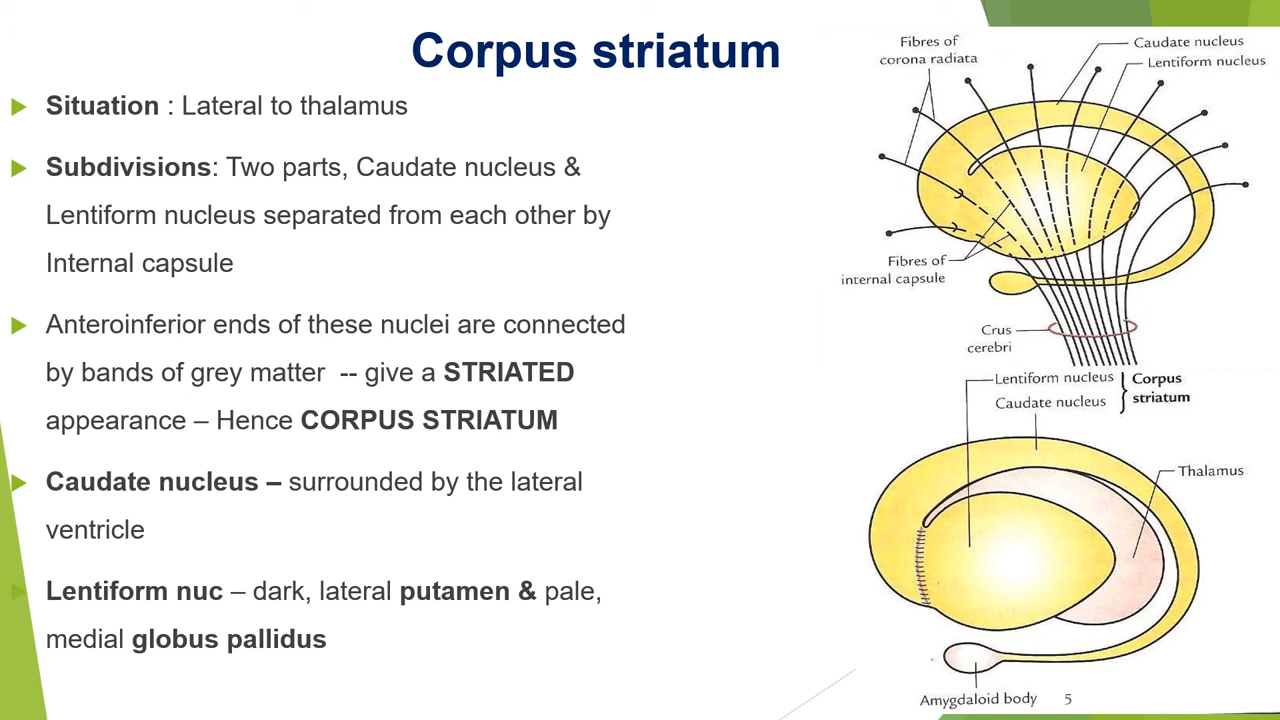 Corpus striatum
Situation : Lateral to thalamus
Subdivisions: Two parts, Caudate nucleus &
Lentiform nucleus separated from each other by
Internal capsule
Anteroinferior ends of these nuclei are connected
by bands of grey matter -- give a STRIATED
appearance – Hence CORPUS STRIATUM
Caudate nucleus – surrounded by the lateral
ventricle
Lentiform nuc – dark, lateral putamen & pale,
medial globus pallidus
Fibres of
corona radiata
Caudate nucleus
Lentiform nucleus
Fibres of
internal capsule
Crus
cerebri
Lentiform nucleus
Caudate nucleus
Corpus
striatum
Thalamus
Amygdaloid body
5